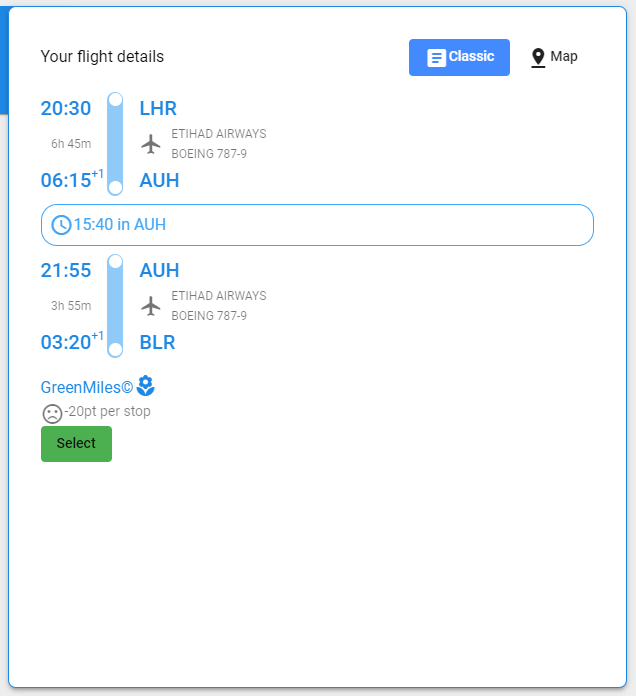 Your flight details
Classic
Map
20:30 LHR
6h 45m ETIHAD AIRWAYS
BOEING 787-9
06:15+1 AUH
15:40 in AUH
21:55 AUH
3h 55m ETIHAD AIRWAYS
BOEING 787-9
03:20+1 BLR
GreenMiles©
-20pt per stop
Select